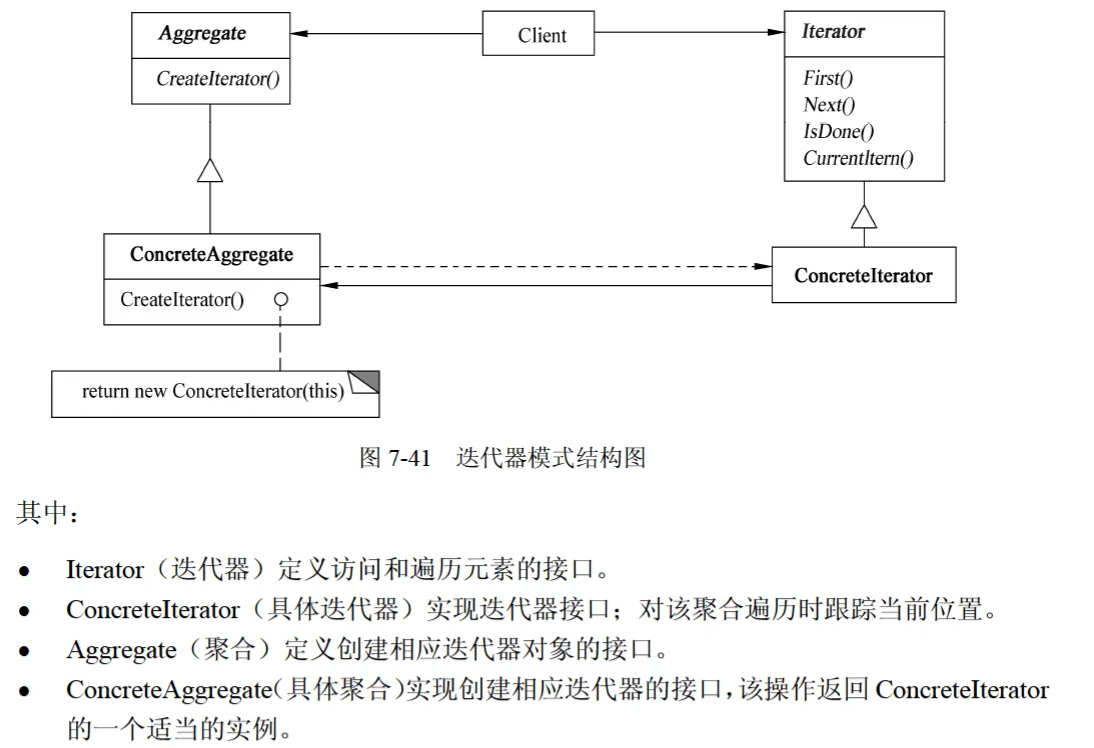 Aggregate
CreateIterator()
Client
Iterator
First()
Next()
IsDone()
CurrentItern()
ConcreteAggregate
CreateIterator()
ConcreteIterator
return new ConcreteIterator(this)
图 7-41 迭代器模式结构图
其中：
● Iterator（迭代器）定义访问和遍历元素的接口。
● ConcreteIterator（具体迭代器）实现迭代器接口；对该聚合遍历时跟踪当前位置。
● Aggregate（聚合）定义创建相应迭代器对象的接口。
● ConcreteAggregate（具体聚合）实现创建相应迭代器的接口，该操作返回 ConcreteIterator
的一个适当的实例。